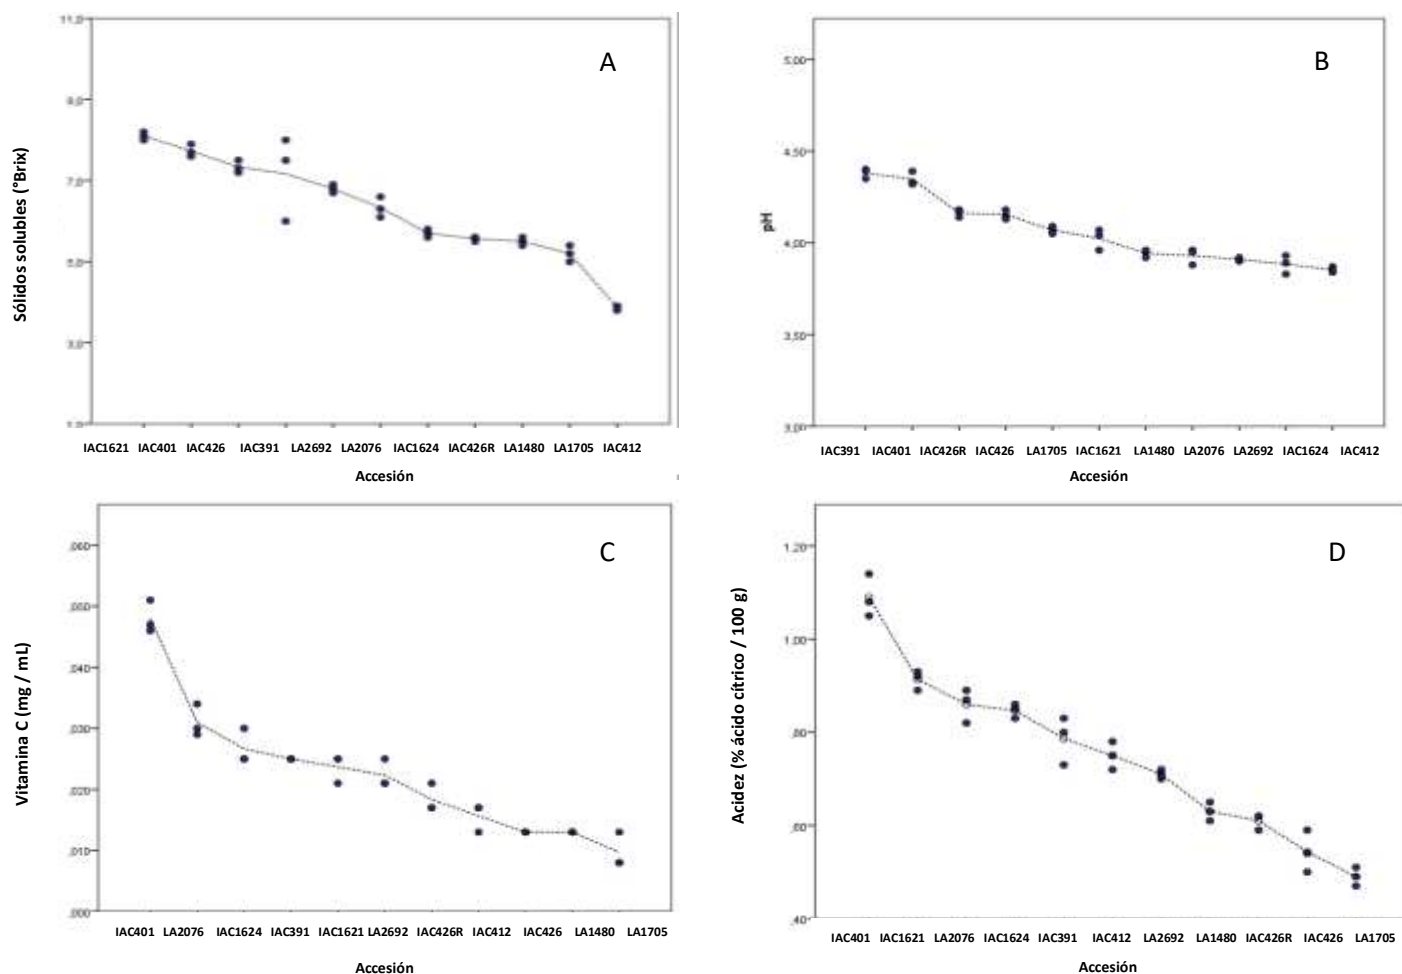 A
Sólidos solubles (°Brix)
11,0
9,0
7,0
5,0
3,0
1,0
IAC1621 IAC401 IAC426 IAC391 LA2692 LA2076 IAC1624 IAC426R LA1480 LA1705 IAC412
Accesión
B
pH
5,00
4,50
4,00
3,50
3,00
IAC391 IAC401 IAC426R IAC426 LA1705 IAC1621 LA1480 LA2076 LA2692 IAC1624 IAC412
Accesión
C
Vitamina C (mg / mL)
,060
,050
,040
,030
,020
,010
,000
IAC401 LA2076 IAC1624 IAC391 IAC1621 LA2692 IAC426R IAC412 IAC426 LA1480 LA1705
Accesión
D
Acidez (% ácido cítrico / 100 g)
1,20
1,00
,80
,60
,40
IAC401 IAC1621 LA2076 IAC1624 IAC391 IAC412 LA2692 LA1480 IAC426R IAC426 LA1705
Accesión